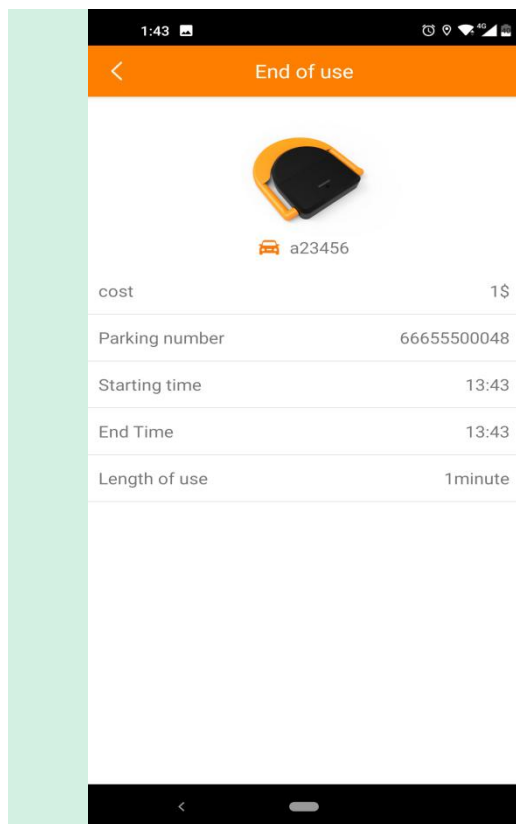 1:43
4G
End of use
a23456
cost 1$
Parking number 66655500048
Starting time 13:43
End Time 13:43
Length of use 1minute